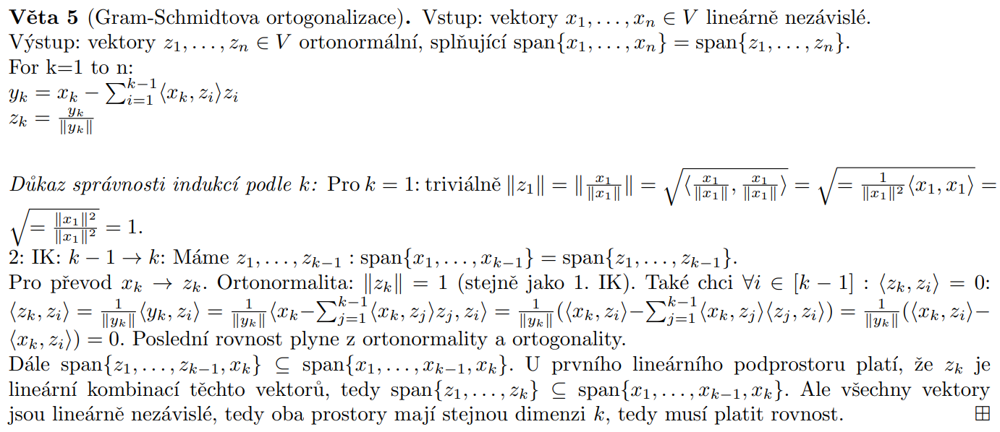 Věta 5 (Gram-Schmidtova ortogonalizace). Vstup: vektory $x_1, \ldots, x_n \in V$ lineárně nezávislé.
Výstup: vektory $z_1, \ldots, z_n \in V$ ortonormální, splňující $\text{span}\{x_1, \ldots, x_n\} = \text{span}\{z_1, \ldots, z_n\}$.
For k=1 to n:
$y_k = x_k - \sum_{i=1}^{k-1} \langle x_k, z_i \rangle z_i$
$z_k = \frac{y_k}{\|y_k\|}$
Důkaz správnosti indukcí podle k: Pro $k = 1$: triviálně $\|z_1\| = \|\frac{x_1}{\|x_1\|}\| = \sqrt{\langle \frac{x_1}{\|x_1\|}, \frac{x_1}{\|x_1\|} \rangle} = \sqrt{= \frac{1}{\|x_1\|^2} \langle x_1, x_1 \rangle} =$
$\sqrt{= \frac{\|x_1\|^2}{\|x_1\|^2}} = 1$.
2: IK: $k - 1 \to k$: Máme $z_1, \ldots, z_{k-1} : \text{span}\{x_1, \ldots, x_{k-1}\} = \text{span}\{z_1, \ldots, z_{k-1}\}$.
Pro převod $x_k \to z_k$. Ortonormalita: $\|z_k\| = 1$ (stejně jako 1. IK). Také chci $\forall i \in [k - 1] : \langle z_k, z_i \rangle = 0$:
$\langle z_k, z_i \rangle = \frac{1}{\|y_k\|} \langle y_k, z_i \rangle = \frac{1}{\|y_k\|} \langle x_k - \sum_{j=1}^{k-1} \langle x_k, z_j \rangle z_j, z_i \rangle = \frac{1}{\|y_k\|} (\langle x_k, z_i \rangle - \sum_{j=1}^{k-1} \langle x_k, z_j \rangle \langle z_j, z_i \rangle) = \frac{1}{\|y_k\|} (\langle x_k, z_i \rangle -$
$\langle x_k, z_i \rangle) = 0$. Poslední rovnost plyne z ortonormality a ortogonality.
Dále $\text{span}\{z_1, \ldots, z_{k-1}, x_k\} \subseteq \text{span}\{x_1, \ldots, x_{k-1}, x_k\}$. U prvního lineárního podprostoru platí, že $z_k$ je
lineární kombinací těchto vektorů, tedy $\text{span}\{z_1, \ldots, z_k\} \subseteq \text{span}\{x_1, \ldots, x_{k-1}, x_k\}$. Ale všechny vektory
jsou lineárně nezávislé, tedy oba prostory mají stejnou dimenzi $k$, tedy musí platit rovnost. ⊞